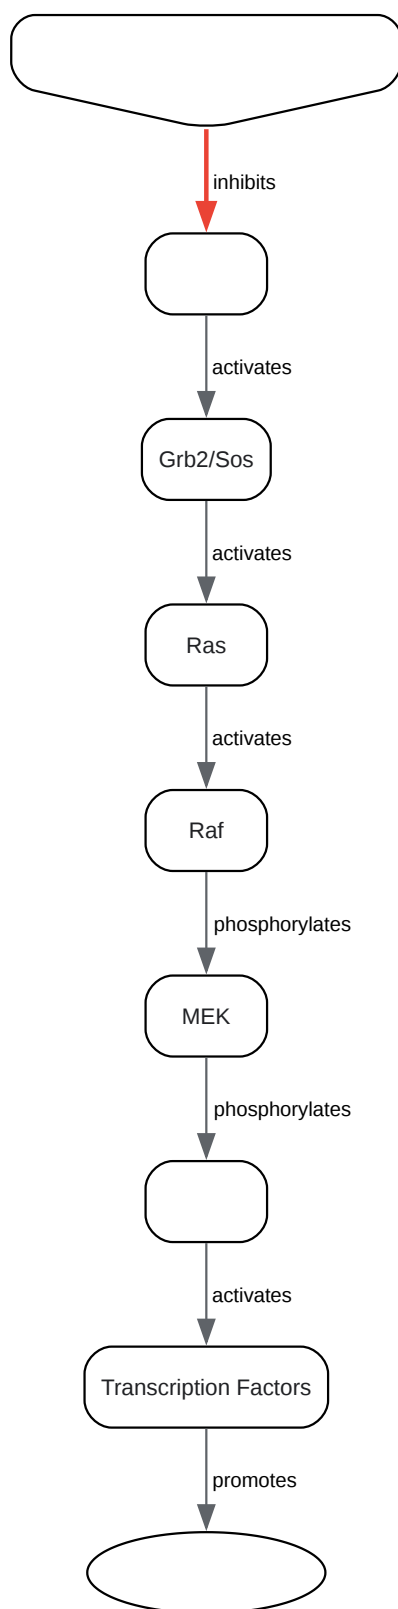 inhibits
activates
Grb2/Sos
activates
Ras
activates
Raf
phosphorylates
MEK
phosphorylates
activates
Transcription Factors
promotes